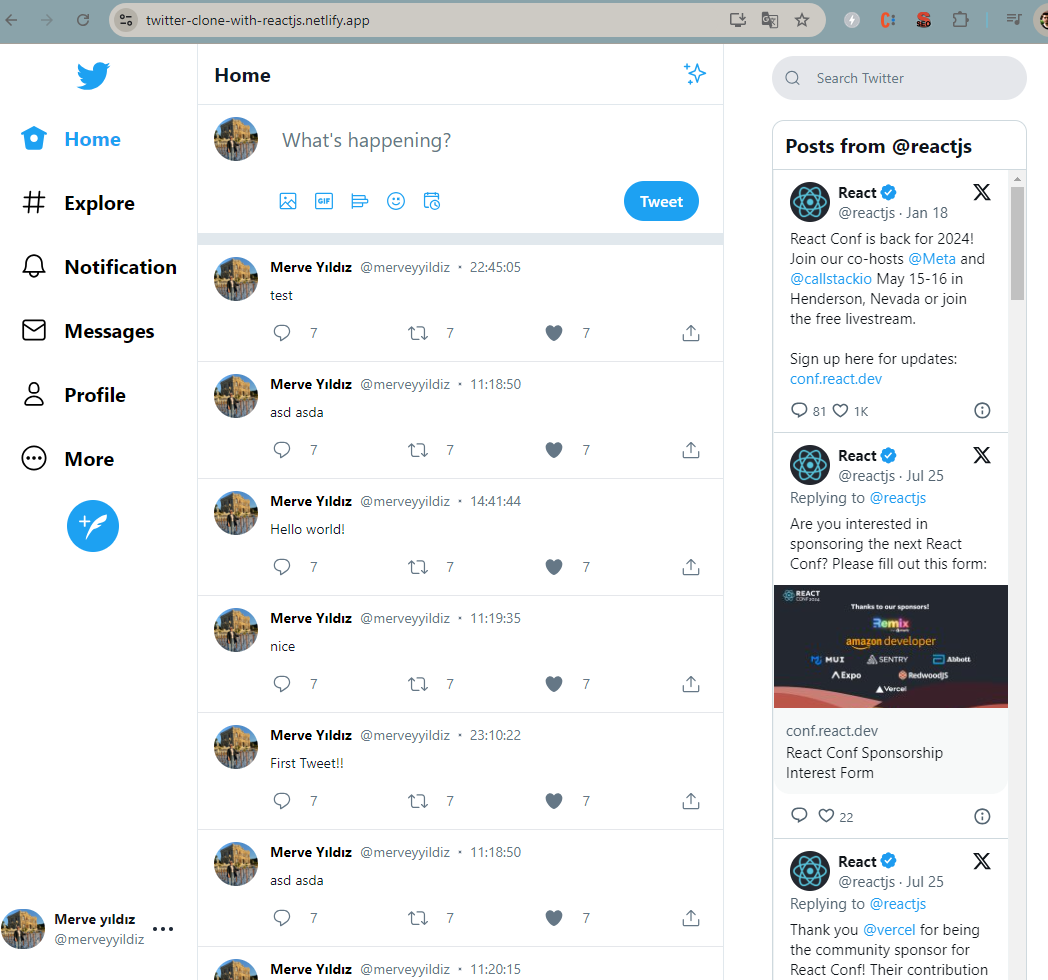 twitter-clone-with-reactjs.netlify.app
Home
Explore
Notification
Messages
Profile
More
Merve yıldız
@merveyyildiz
Home
What's happening?
GIF
Tweet
Merve Yıldız @merveyyildiz · 22:45:05
test
7 7 7
Merve Yıldız @merveyyildiz · 11:18:50
asd asda
7 7 7
Merve Yıldız @merveyyildiz · 14:41:44
Hello world!
7 7 7
Merve Yıldız @merveyyildiz · 11:19:35
nice
7 7 7
Merve Yıldız @merveyyildiz · 23:10:22
First Tweet!!
7 7 7
Merve Yıldız @merveyyildiz · 11:18:50
asd asda
7 7 7
Merve Yıldız @merveyyildiz · 11:20:15
Search Twitter
Posts from @reactjs
React
@reactjs · Jan 18
React Conf is back for 2024!
Join our co-hosts @Meta and
@callstackio May 15-16 in
Henderson, Nevada or join
the free livestream.
Sign up here for updates:
conf.react.dev
81 1K
React
@reactjs · Jul 25
Replying to @reactjs
Are you interested in
sponsoring the next React
Conf? Please fill out this form:
REACT
CONF 2024
Thanks to our sponsors!
Remix
amazon developer
MUI SENTRY Abbott
Expo RedwoodJS
Vercel
conf.react.dev
React Conf Sponsorship
Interest Form
22
React
@reactjs · Jul 25
Replying to @reactjs
Thank you @vercel for being
the community sponsor for
React Conf! Their contribution